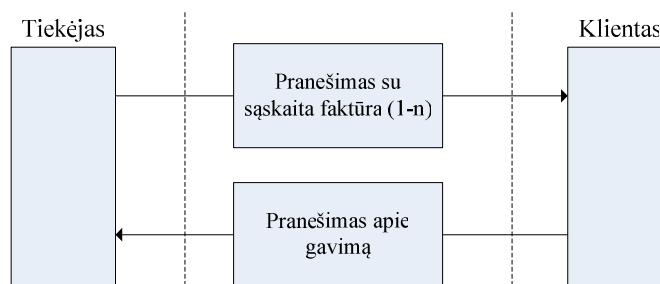 Tiekėjas
Klientas
Pranešimas su
sąskaita faktūra (1-n)
Pranešimas apie
gavimą